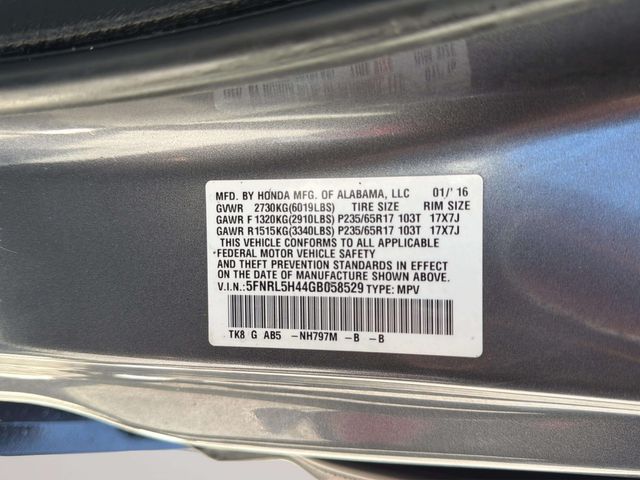 MFD. BY HONDA MFG. OF ALABAMA, LLC 01/'16
GVWR 2730KG(6019LBS) TIRE SIZE RIM SIZE
GAWR F 1320KG(2910LBS) P235/65R17 103T 17X7J
GAWR R1515KG(3340LBS) P235/65R17 103T 17X7J
THIS VEHICLE CONFORMS TO ALL APPLICABLE
FEDERAL MOTOR VEHICLE SAFETY
AND THEFT PREVENTION STANDARDS IN EFFECT
ON THE DATE OF MANUFACTURE SHOWN ABOVE.
V.I.N.: 5FNRL5H44GB058529 TYPE: MPV
TK8 G AB5 -NH797M -B -B